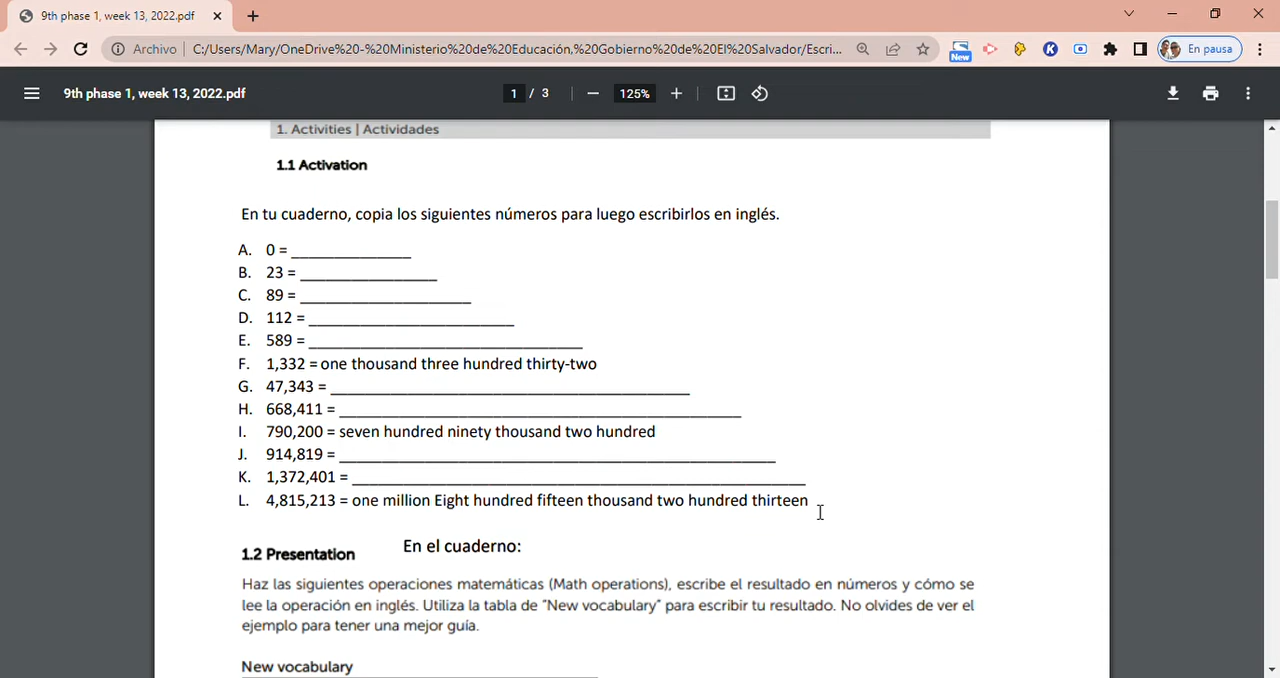 9th phase 1, week 13, 2022.pdf
Archivo C:/Users/Mary/OneDrive%20-%20Ministerio%20de%20Educación,%20Gobierno%20de%20El%20Salvador/Escri...
New
K
En pausa
9th phase 1, week 13, 2022.pdf 1 / 3 125%
1. Activities | Actividades
1.1 Activation
En tu cuaderno, copia los siguientes números para luego escribirlos en inglés.
A. 0 = ______________
B. 23 = ________________
C. 89 = ____________________
D. 112 = ________________________
E. 589 = ________________________________
F. 1,332 = one thousand three hundred thirty-two
G. 47,343 = __________________________________________
H. 668,411 = _______________________________________________
I. 790,200 = seven hundred ninety thousand two hundred
J. 914,819 = ___________________________________________________
K. 1,372,401 = _____________________________________________________
L. 4,815,213 = one million Eight hundred fifteen thousand two hundred thirteen
1.2 Presentation En el cuaderno:
Haz las siguientes operaciones matemáticas (Math operations), escribe el resultado en números y cómo se
lee la operación en inglés. Utiliza la tabla de "New vocabulary" para escribir tu resultado. No olvides de ver el
ejemplo para tener una mejor guía.
New vocabulary